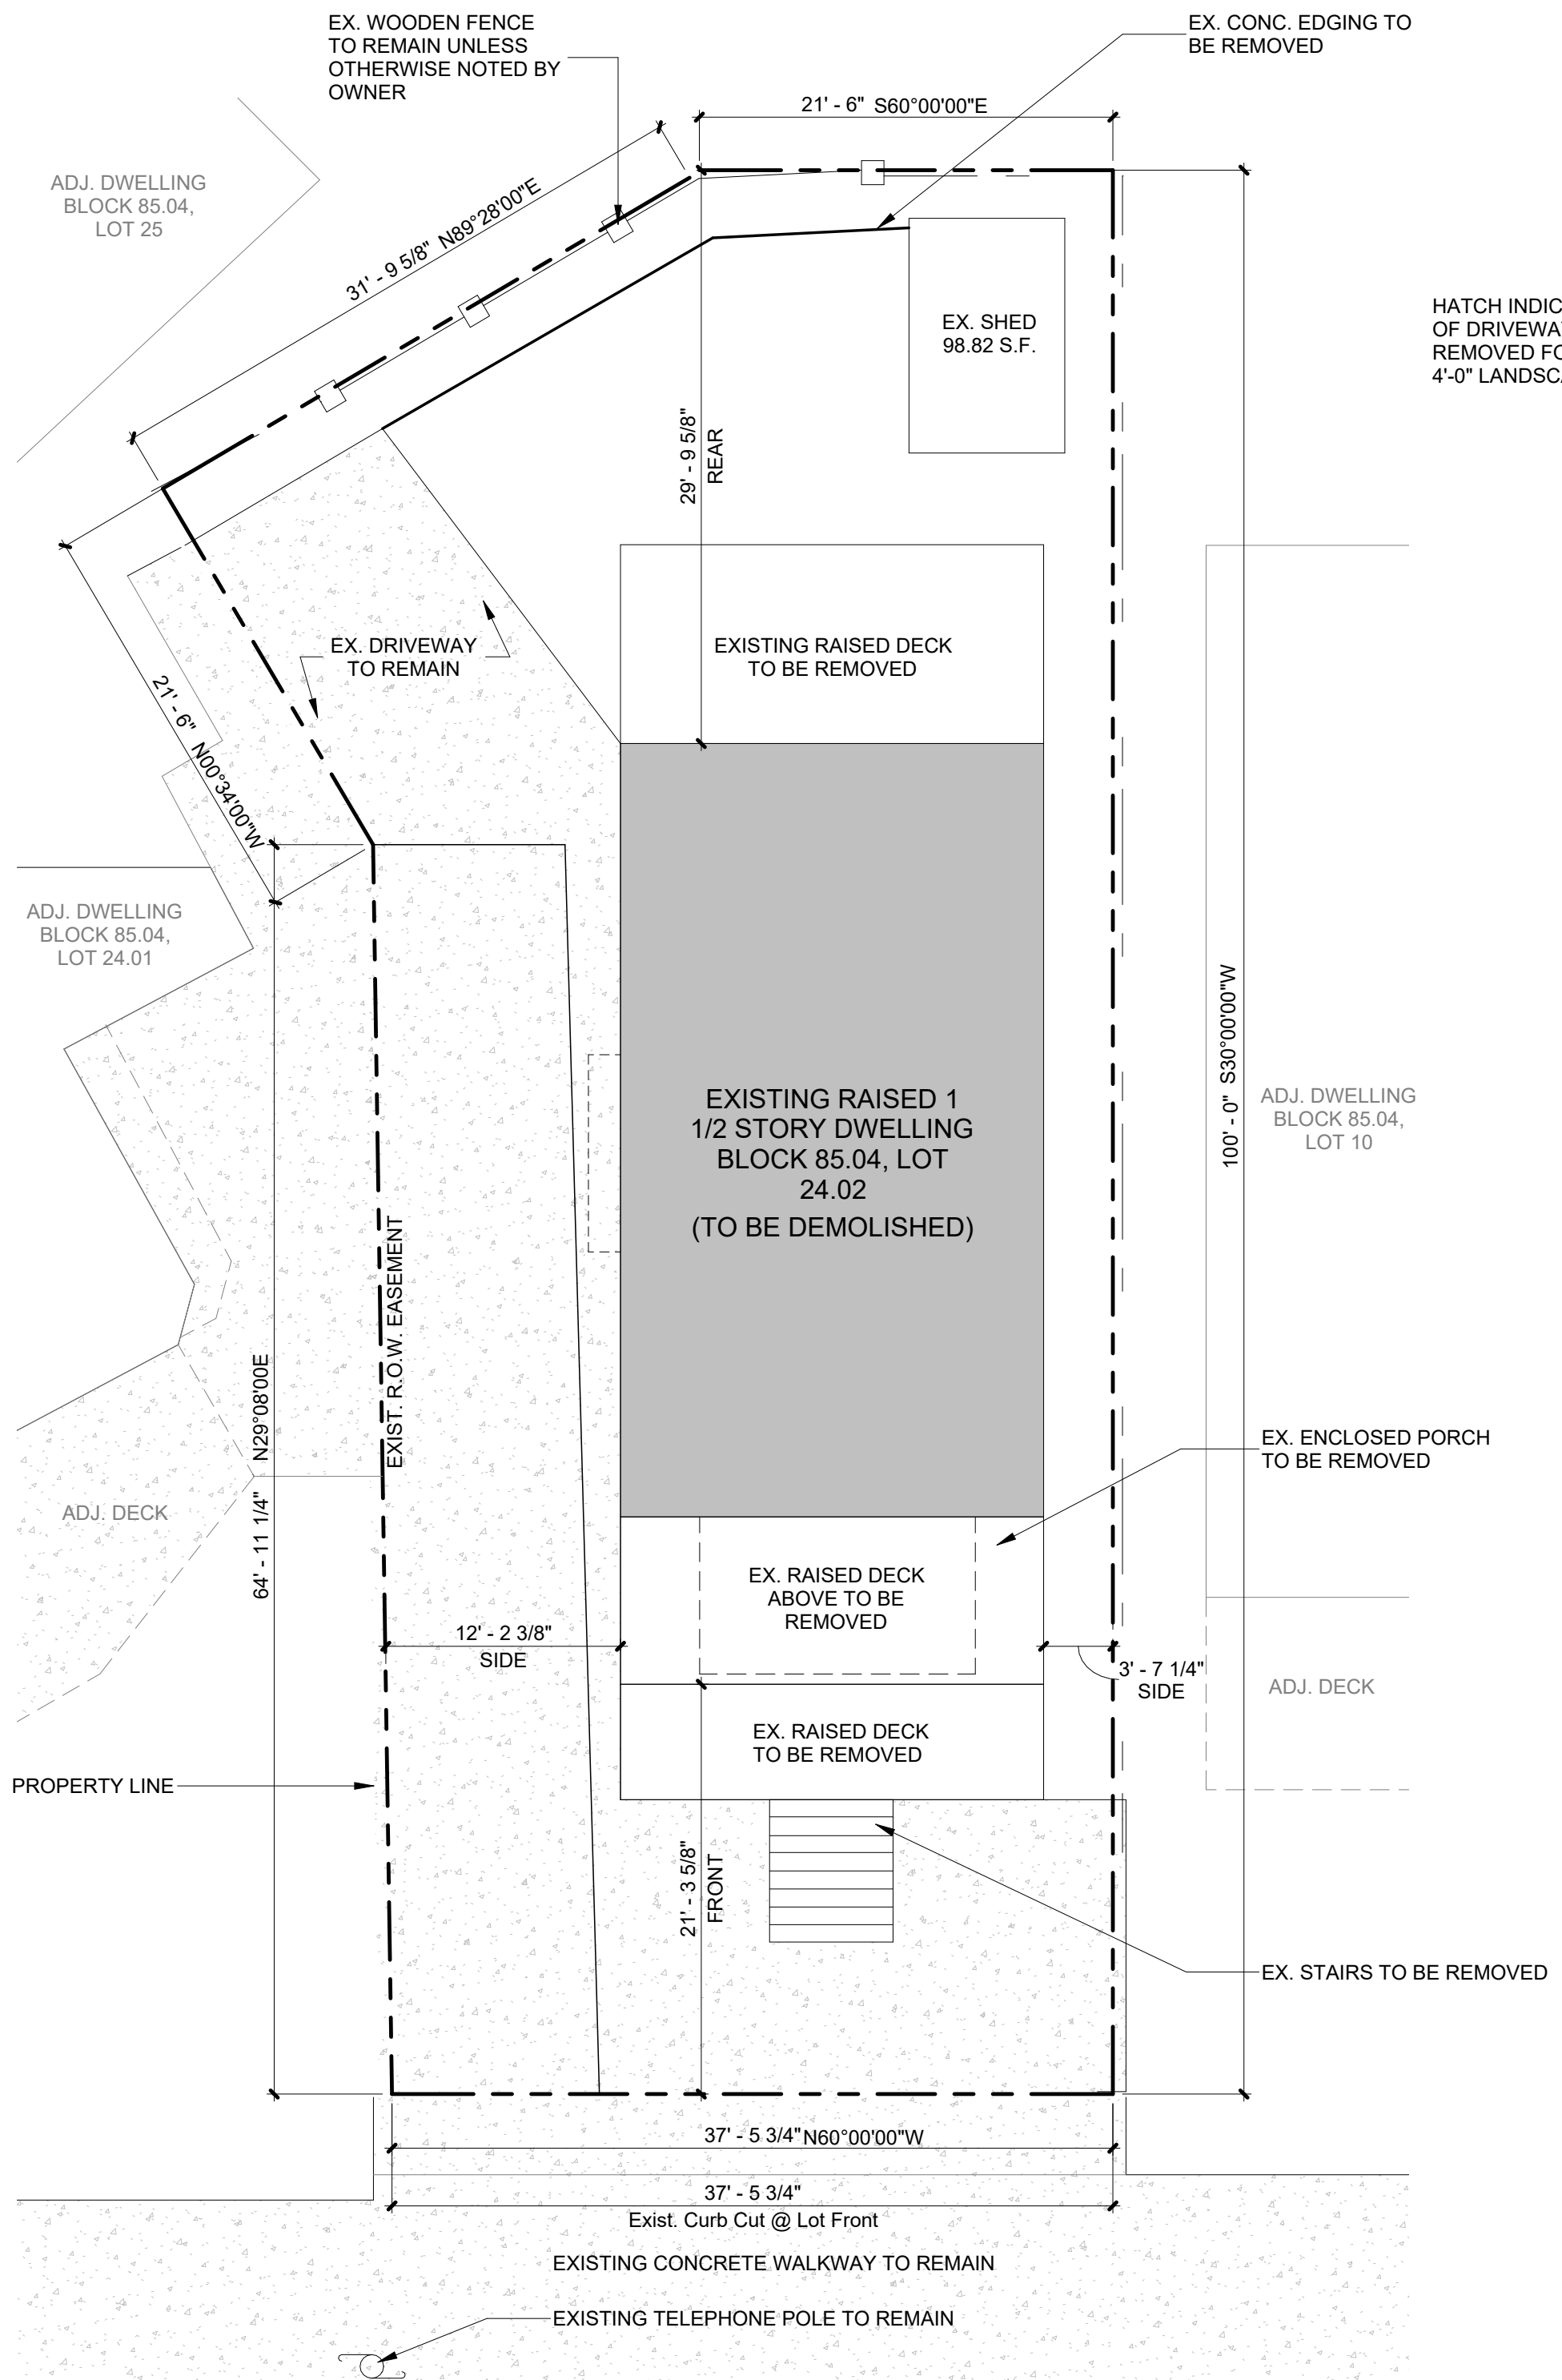 EX. WOODEN FENCE
TO REMAIN UNLESS
OTHERWISE NOTED BY
OWNER
EX. CONC. EDGING TO
BE REMOVED
21' - 6" S60°00'00"E
ADJ. DWELLING
BLOCK 85.04,
LOT 25
31' - 9 5/8" N89°28'00"E
EX. SHED
98.82 S.F.
HATCH INDIC
OF DRIVEWA
REMOVED FO
4'-0" LANDSC
29' - 9 5/8"
REAR
EX. DRIVEWAY
TO REMAIN
EXISTING RAISED DECK
TO BE REMOVED
21' - 6" N00°34'00"W
ADJ. DWELLING
BLOCK 85.04,
LOT 24.01
100' - 0" S30°00'00"W
EXISTING RAISED 1
1/2 STORY DWELLING
BLOCK 85.04, LOT
24.02
(TO BE DEMOLISHED)
ADJ. DWELLING
BLOCK 85.04,
LOT 10
EXIST. R.O.W. EASEMENT
64' - 11 1/4" N29°08'00E
EX. ENCLOSED PORCH
TO BE REMOVED
ADJ. DECK
EX. RAISED DECK
ABOVE TO BE
REMOVED
12' - 2 3/8"
SIDE
3' - 7 1/4"
SIDE
ADJ. DECK
EX. RAISED DECK
TO BE REMOVED
PROPERTY LINE
21' - 3 5/8"
FRONT
EX. STAIRS TO BE REMOVED
37' - 5 3/4" N60°00'00"W
37' - 5 3/4"
Exist. Curb Cut @ Lot Front
EXISTING CONCRETE WALKWAY TO REMAIN
EXISTING TELEPHONE POLE TO REMAIN